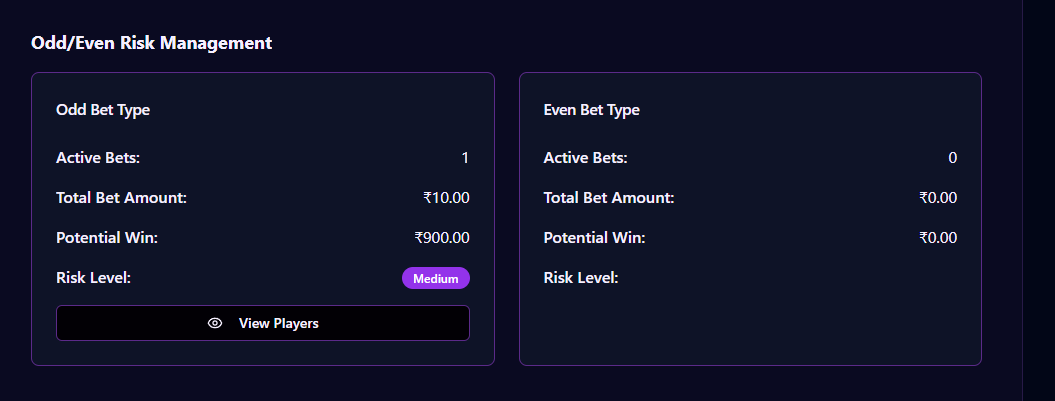 Odd/Even Risk Management
Odd Bet Type
Active Bets: 1
Total Bet Amount: ₹10.00
Potential Win: ₹900.00
Risk Level: Medium
View Players
Even Bet Type
Active Bets: 0
Total Bet Amount: ₹0.00
Potential Win: ₹0.00
Risk Level: